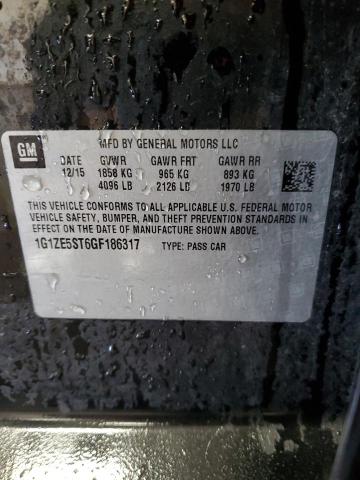 GM
MFD BY GENERAL MOTORS LLC
DATE GVWR GAWR FRT GAWR RR
12/15 1858 KG 965 KG 893 KG
4096 LB 2126 LB 1970 LB
THIS VEHICLE CONFORMS TO ALL APPLICABLE U.S. FEDERAL MOTOR
VEHICLE SAFETY, BUMPER, AND THEFT PREVENTION STANDARDS IN
EFFECT ON THE DATE OF MANUFACTURE SHOWN ABOVE.
1G1ZE5ST6GF186317 TYPE: PASS CAR